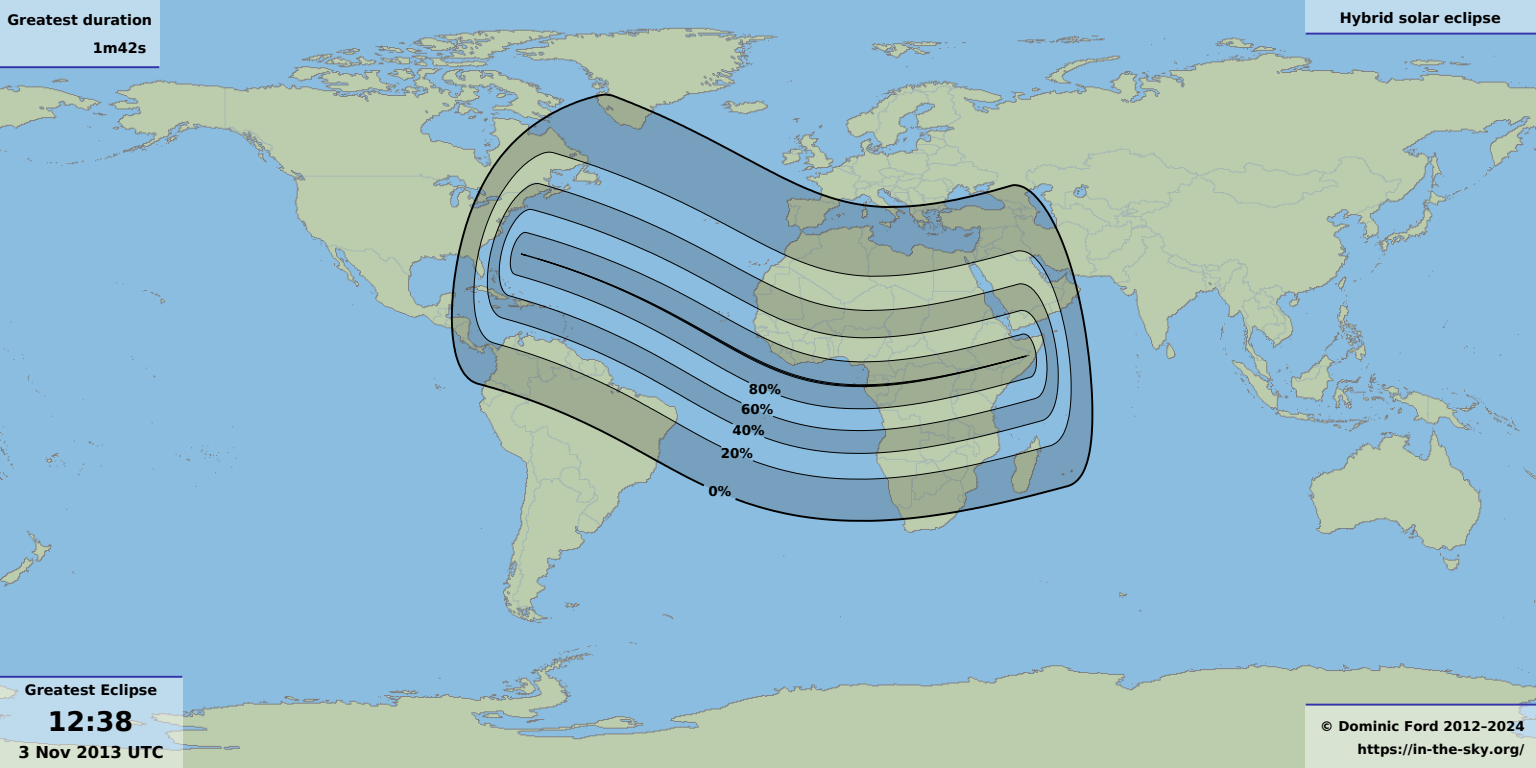 Greatest duration
1m42s
Hybrid solar eclipse
80%
60%
40%
20%
0%
Greatest Eclipse
12:38
3 Nov 2013 UTC
© Dominic Ford 2012–2024
https://in-the-sky.org/